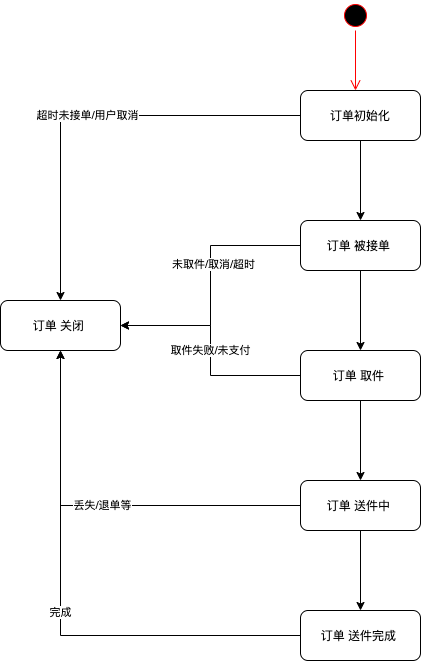 订单初始化
超时未接单/用户取消
订单 被接单
未取件/取消/超时
订单 关闭
取件失败/未支付
订单 取件
丢失/退单等
订单 送件中
完成
订单 送件完成